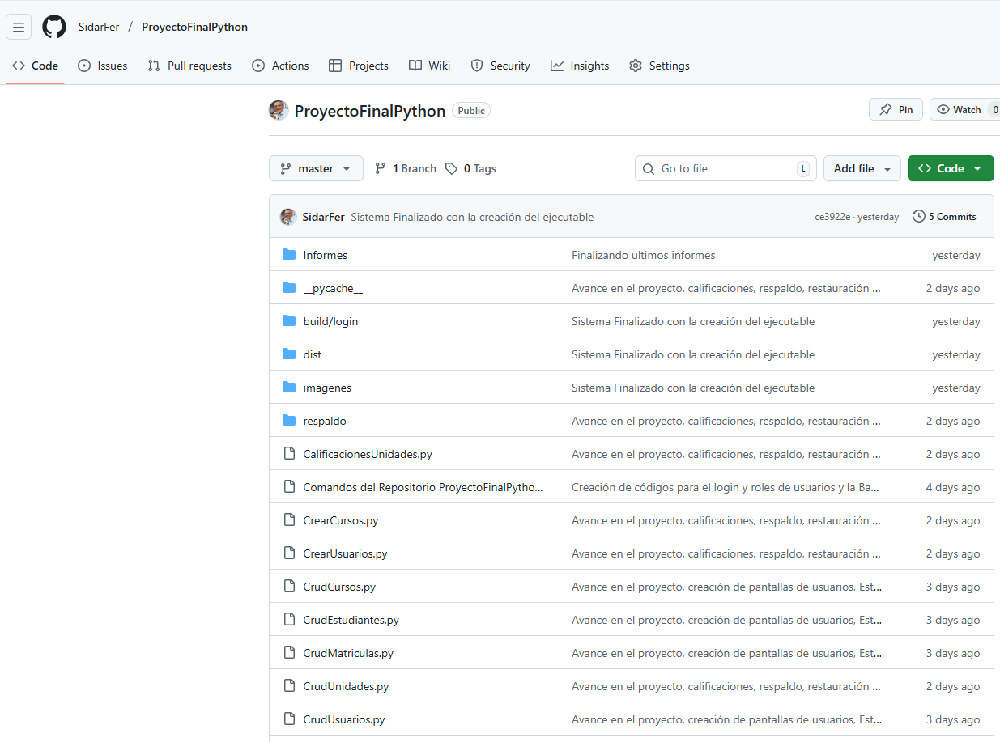 SidarFer / ProyectoFinalPython
Code Issues Pull requests Actions Projects Wiki Security Insights Settings
ProyectoFinalPython Public Pin Watch 0
master 1 Branch 0 Tags Go to file t Add file Code
SidarFer Sistema Finalizado con la creación del ejecutable ce3922e · yesterday 5 Commits
Informes Finalizando ultimos informes yesterday
__pycache__ Avance en el proyecto, calificaciones, respaldo, restauración ... 2 days ago
build/login Sistema Finalizado con la creación del ejecutable yesterday
dist Sistema Finalizado con la creación del ejecutable yesterday
imagenes Sistema Finalizado con la creación del ejecutable yesterday
respaldo Avance en el proyecto, calificaciones, respaldo, restauración ... 2 days ago
CalificacionesUnidades.py Avance en el proyecto, calificaciones, respaldo, restauración ... 2 days ago
Comandos del Repositorio ProyectoFinalPytho... Creación de códigos para el login y roles de usuarios y la Ba... 4 days ago
CrearCursos.py Avance en el proyecto, calificaciones, respaldo, restauración ... 2 days ago
CrearUsuarios.py Avance en el proyecto, calificaciones, respaldo, restauración ... 2 days ago
CrudCursos.py Avance en el proyecto, creación de pantallas de usuarios, Est... 3 days ago
CrudEstudiantes.py Avance en el proyecto, creación de pantallas de usuarios, Est... 3 days ago
CrudMatriculas.py Avance en el proyecto, creación de pantallas de usuarios, Est... 3 days ago
CrudUnidades.py Avance en el proyecto, calificaciones, respaldo, restauración ... 2 days ago
CrudUsuarios.py Avance en el proyecto, creación de pantallas de usuarios, Est... 3 days ago